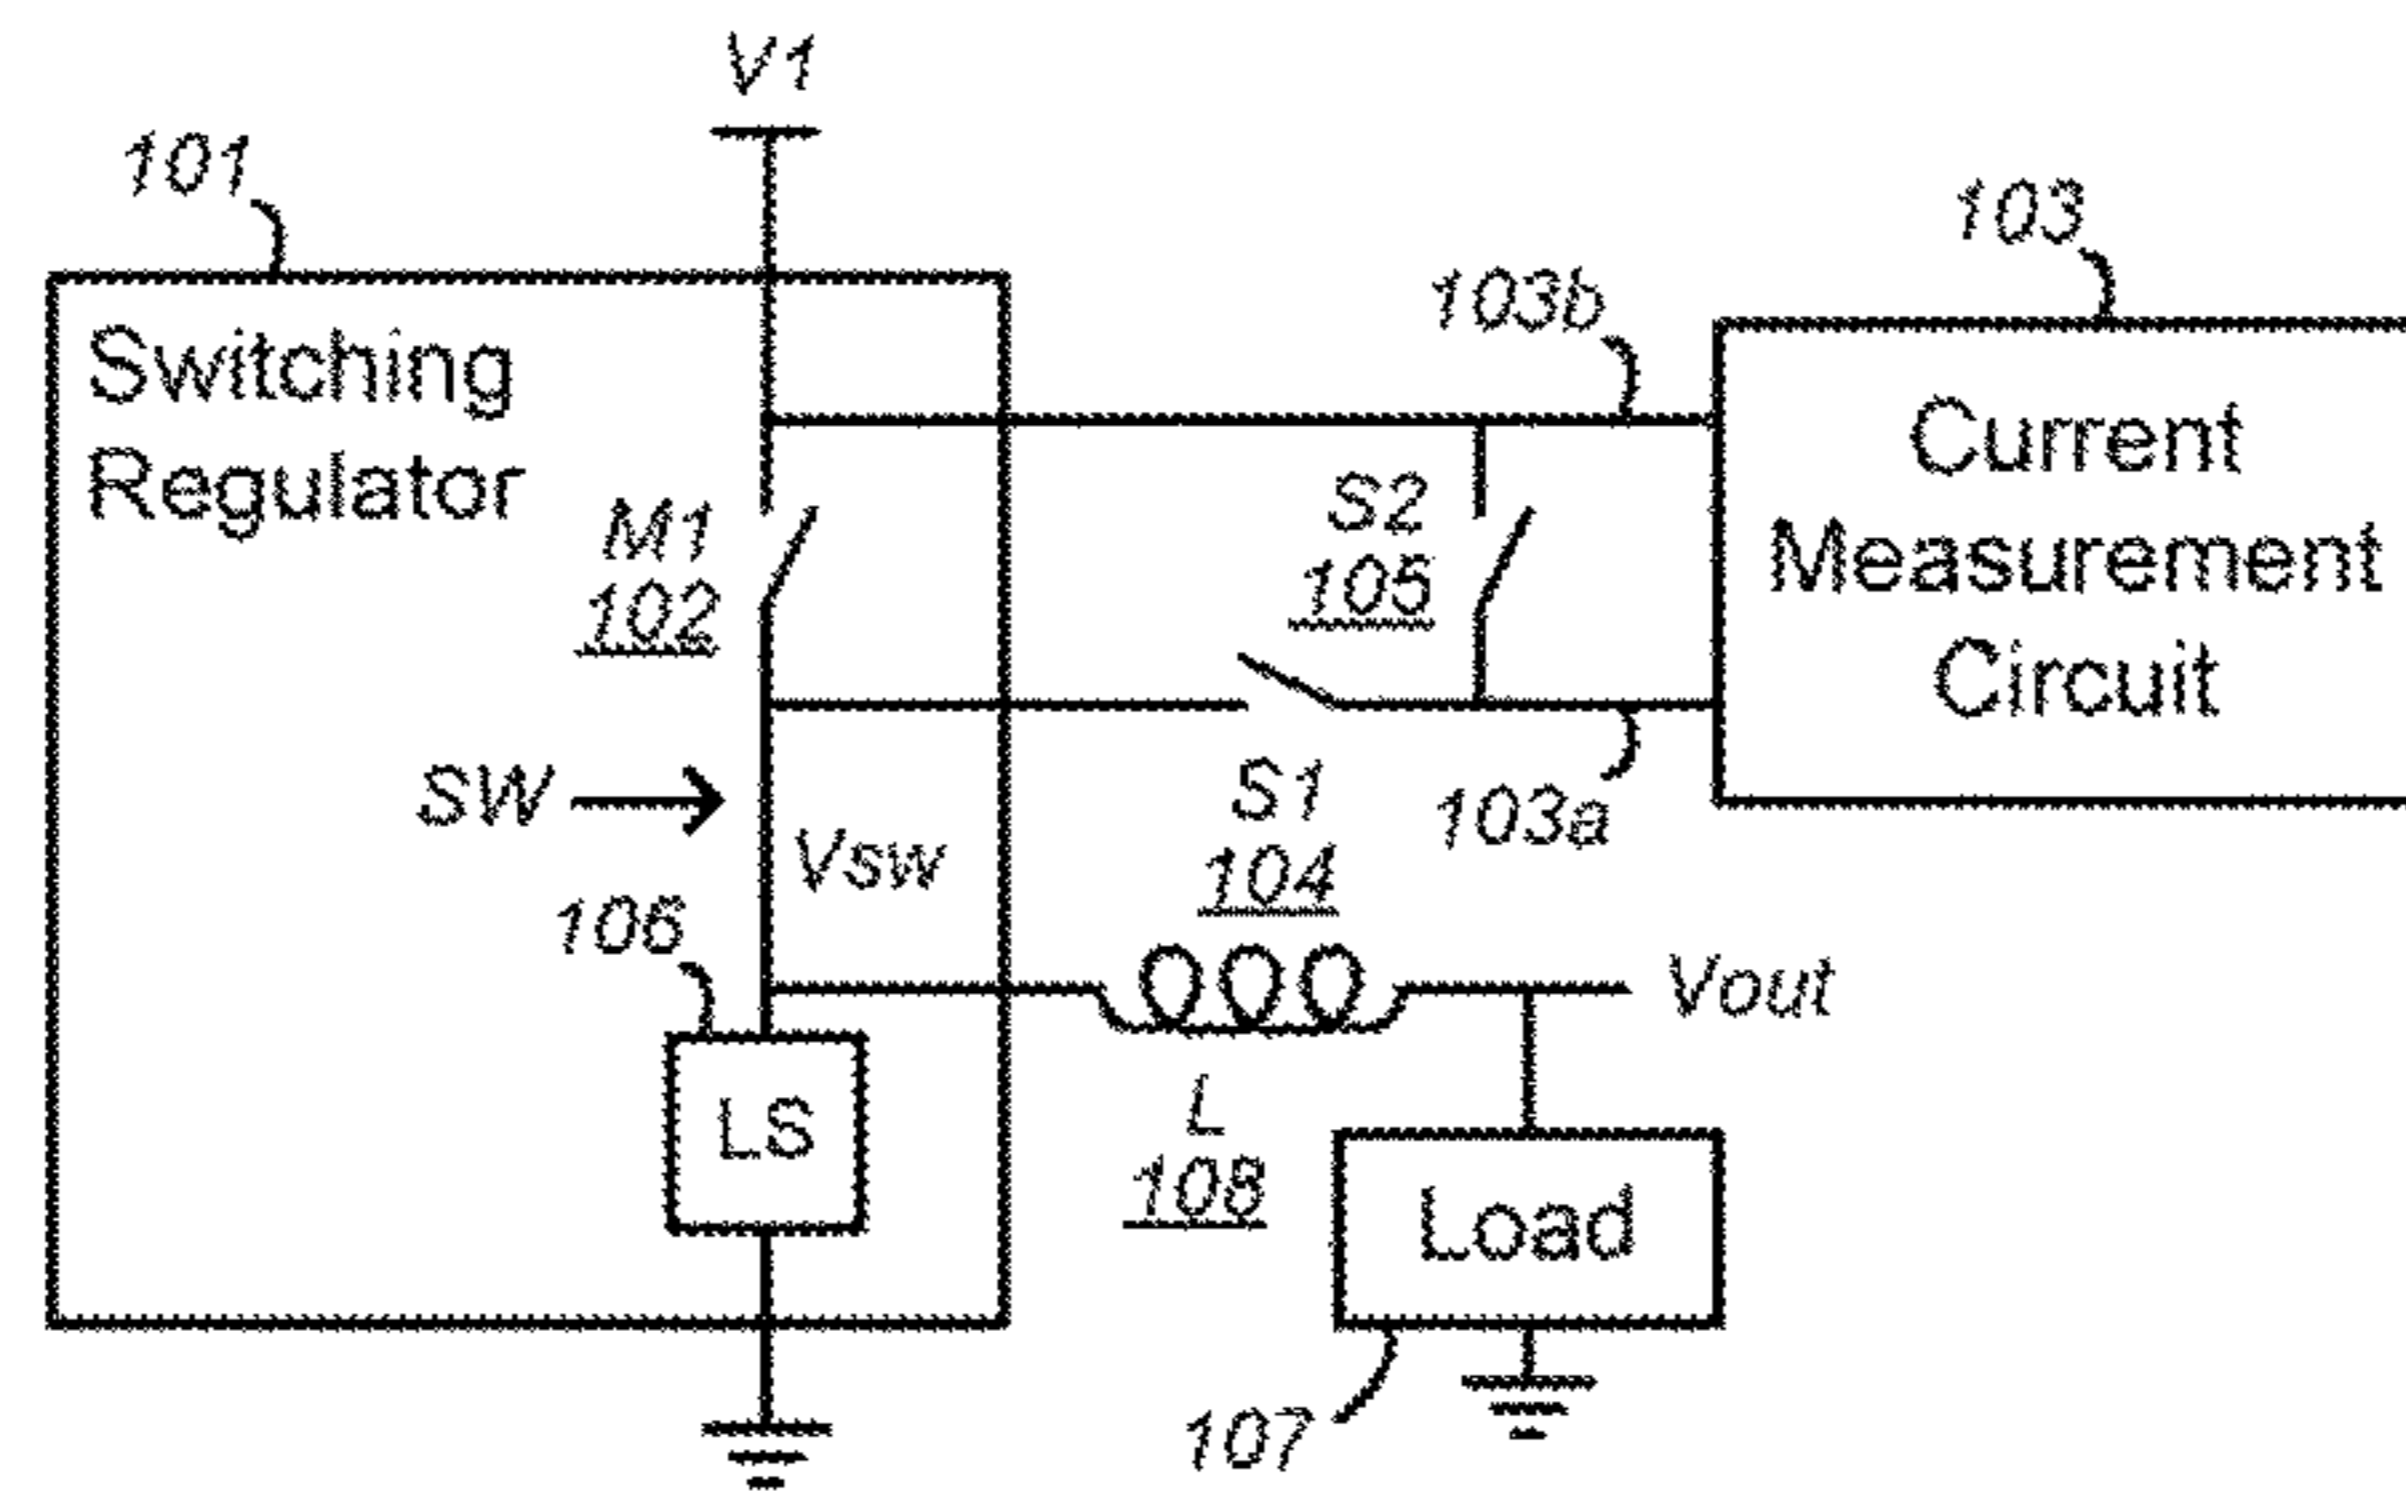 V1
101
103
103b
Switching
Regulator
Current
Measurement
Circuit
M1
102
S2
105
SW
Vsw
S1
104
103a
106
Vout
LS
L
108
Load
107